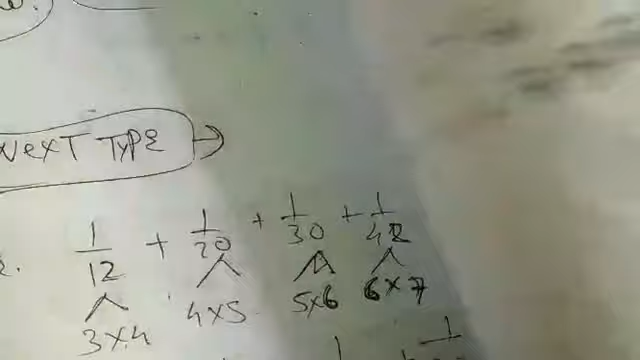 NEXT TYPE
1/12 + 1/20 + 1/30 + 1/42
3×4 4×5 5×6 6×7